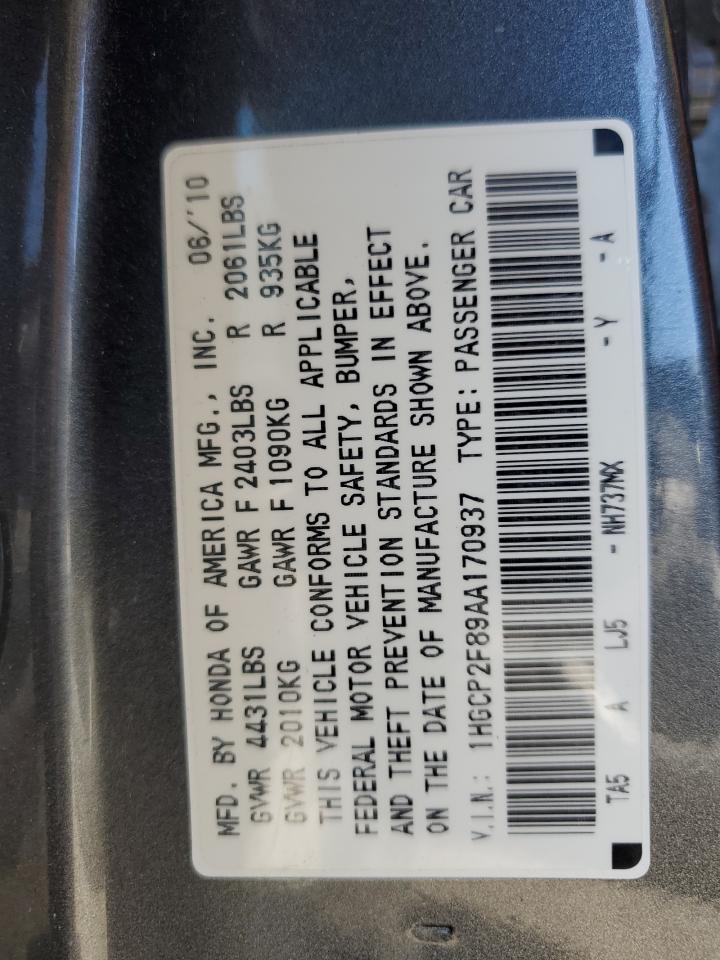 MFD. BY HONDA OF AMERICA MFG., INC. 06/'10
GVWR 4431LBS GAWR F 2403LBS R 2061LBS
GVWR 2010KG GAWR F 1090KG R 935KG
THIS VEHICLE CONFORMS TO ALL APPLICABLE
FEDERAL MOTOR VEHICLE SAFETY, BUMPER,
AND THEFT PREVENTION STANDARDS IN EFFECT
ON THE DATE OF MANUFACTURE SHOWN ABOVE.
V.I.N.: 1HGCP2F89AA170937 TYPE: PASSENGER CAR
TA5 A LJ5 - NH737MX - Y - A